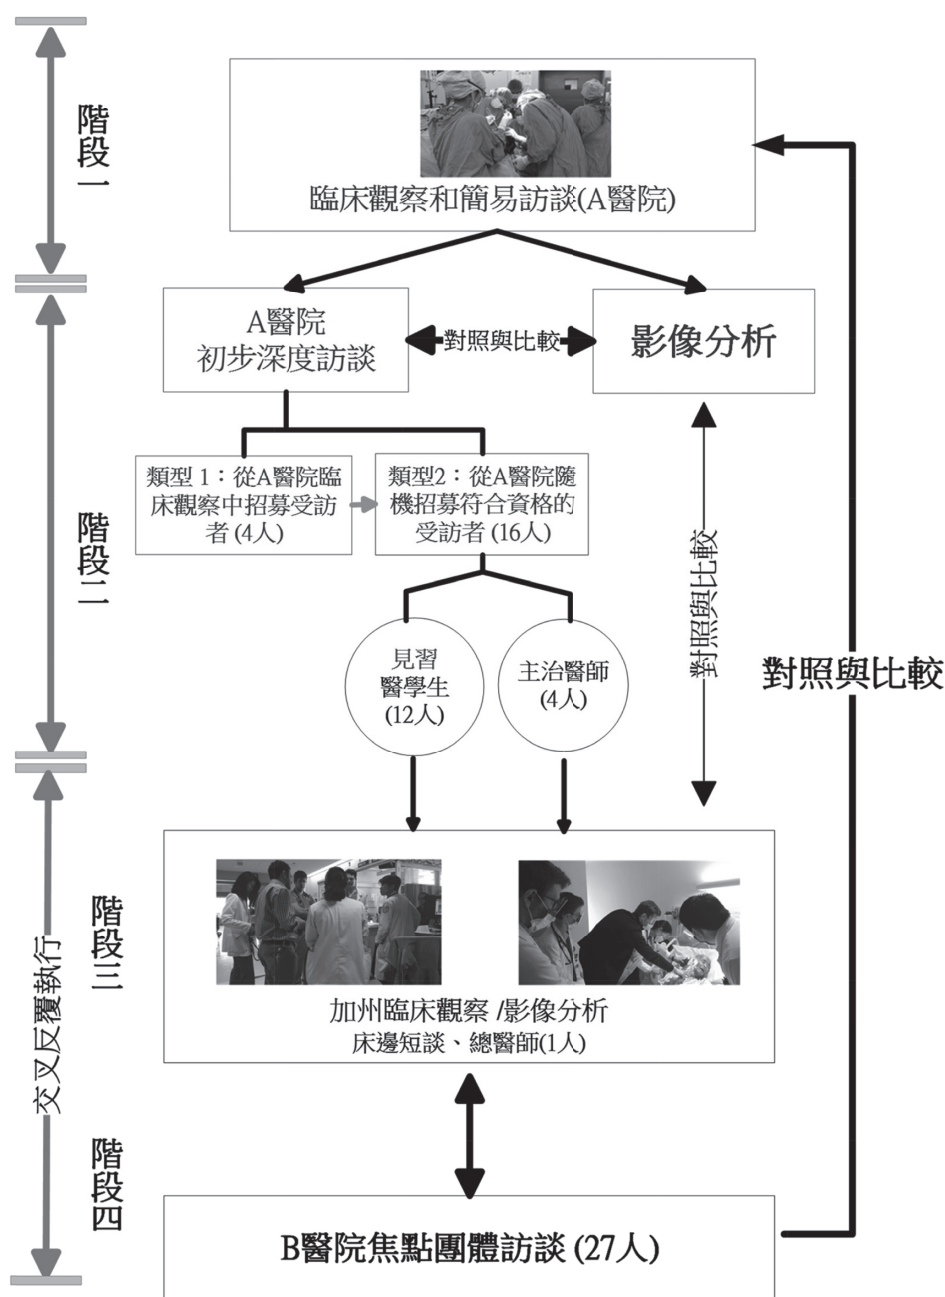 階段一
臨床觀察和簡易訪談(A醫院)
階段二
A醫院
初步深度訪談
對照與比較
影像分析
類型 1：從A醫院臨
床觀察中招募受訪
者 (4人)
類型2：從A醫院隨
機招募符合資格的
受訪者 (16人)
見習
醫學生
(12人)
主治醫師
(4人)
對照與比較
對照與比較
交叉反覆執行
階段三
加州臨床觀察 /影像分析
床邊短談、總醫師(1人)
階段四
B醫院焦點團體訪談 (27人)